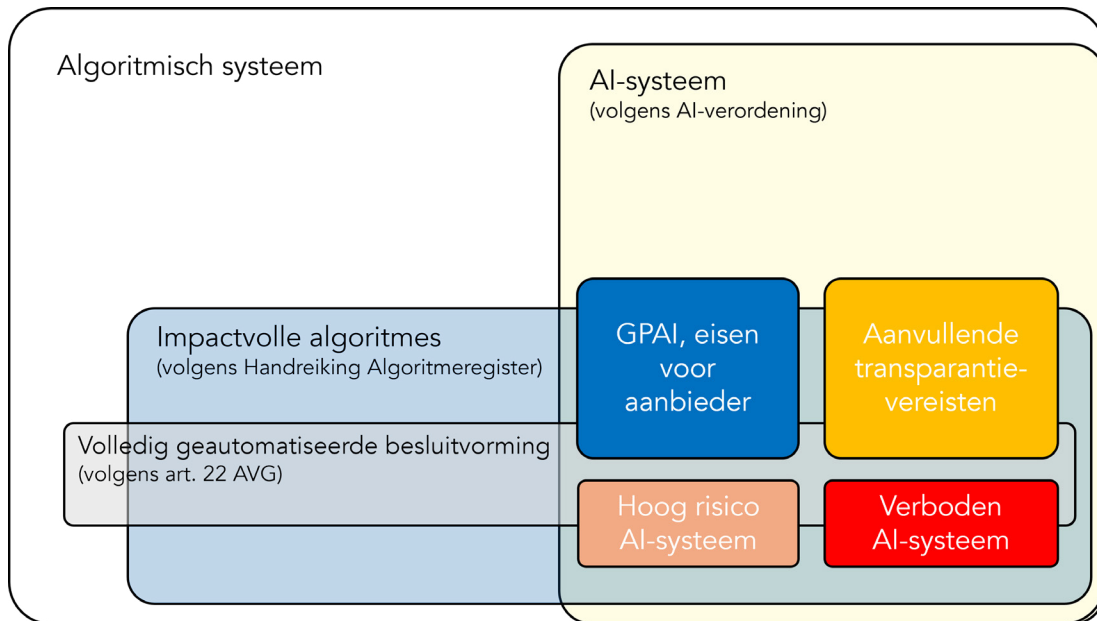 Algoritmisch systeem
AI-systeem
(volgens AI-verordening)
Impactvolle algoritmes
(volgens Handreiking Algoritmeregister)
GPAI, eisen
voor
aanbieder
Aanvullende
transparantie-
vereisten
Volledig geautomatiseerde besluitvorming
(volgens art. 22 AVG)
Hoog risico
AI-systeem
Verboden
AI-systeem